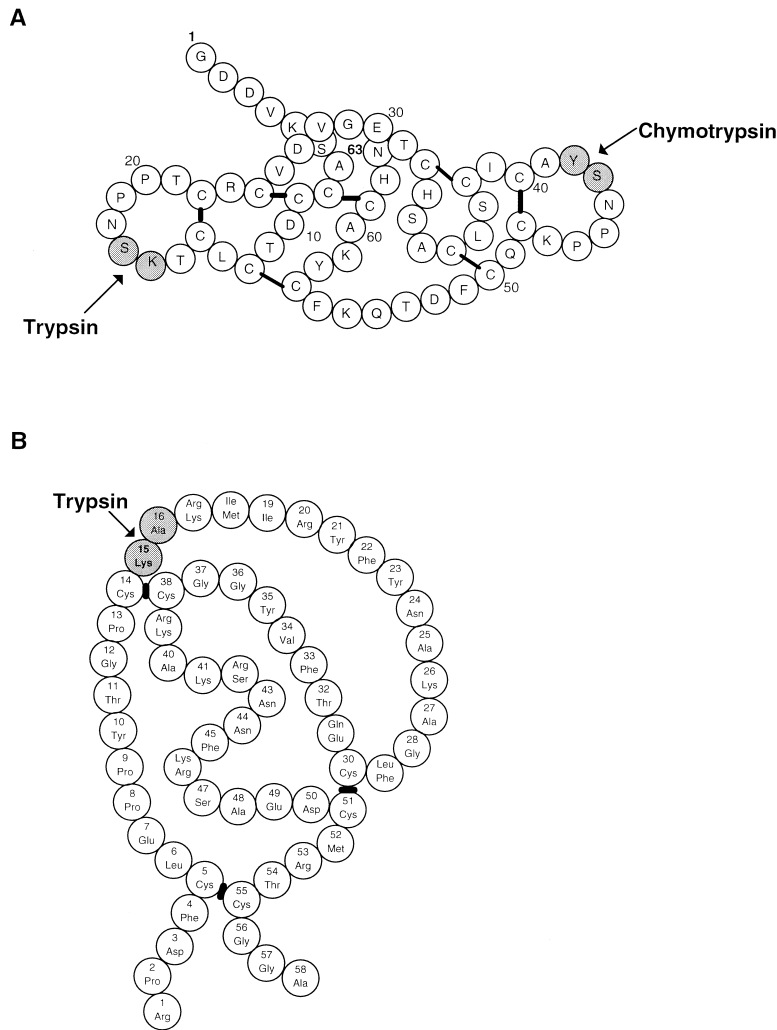 A
1
G
D
D
V
K
S
A
C
C
D
10
T
C
L
C
T
K
S
N
P
20
P
T
C
R
C
V
D
V
G
E
30
T
C
H
S
A
C
L
S
C
I
C
40
A
Y
S
N
P
P
K
C
Q
C
50
F
D
T
Q
K
F
C
Y
K
A
60
C
H
N
63
Trypsin
Chymotrypsin
B
Trypsin
1
Arg
2
Pro
3
Asp
4
Phe
5
Cys
6
Leu
7
Glu
8
Pro
9
Pro
10
Tyr
11
Thr
12
Gly
13
Pro
14
Cys
15
Lys
16
Ala
Arg
Lys
Ile
Met
19
Ile
20
Arg
21
Tyr
22
Phe
23
Tyr
24
Asn
25
Ala
26
Lys
27
Ala
28
Gly
Leu
Phe
30
Cys
Gln
Glu
32
Thr
33
Phe
34
Val
35
Tyr
36
Gly
37
Gly
38
Cys
Arg
Lys
40
Ala
41
Lys
Arg
Ser
43
Asn
44
Asn
45
Phe
Lys
Arg
47
Ser
48
Ala
49
Glu
50
Asp
51
Cys
52
Met
53
Arg
54
Thr
55
Cys
56
Gly
57
Gly
58
Ala